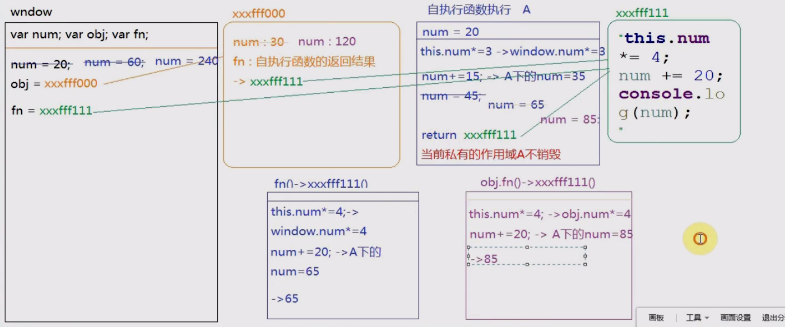 wndow
var num; var obj; var fn;
num = 20; num = 60; num = 240
obj = xxxfff000
fn = xxxfff111
xxxfff000
num : 30 num : 120
fn : 自执行函数的返回结果
-> xxxfff111
自执行函数执行 A
num = 20
this.num*=3 ->window.num*=3
num+=15; -> A下的num=35
num = 45; num = 65
num = 85;
return xxxfff111
当前私有的作用域A不销毁
xxxfff111
"this.num
*= 4;
num += 20;
console.lo
g(num);
"
fn()->xxxfff111()
this.num*=4;->
window.num*=4
num+=20; ->A下的
num=65
->65
obj.fn()->xxxfff111()
this.num*=4; ->obj.num*=4
num+=20; -> A下的num=85
->85
画板 工具 画面设置 退出分